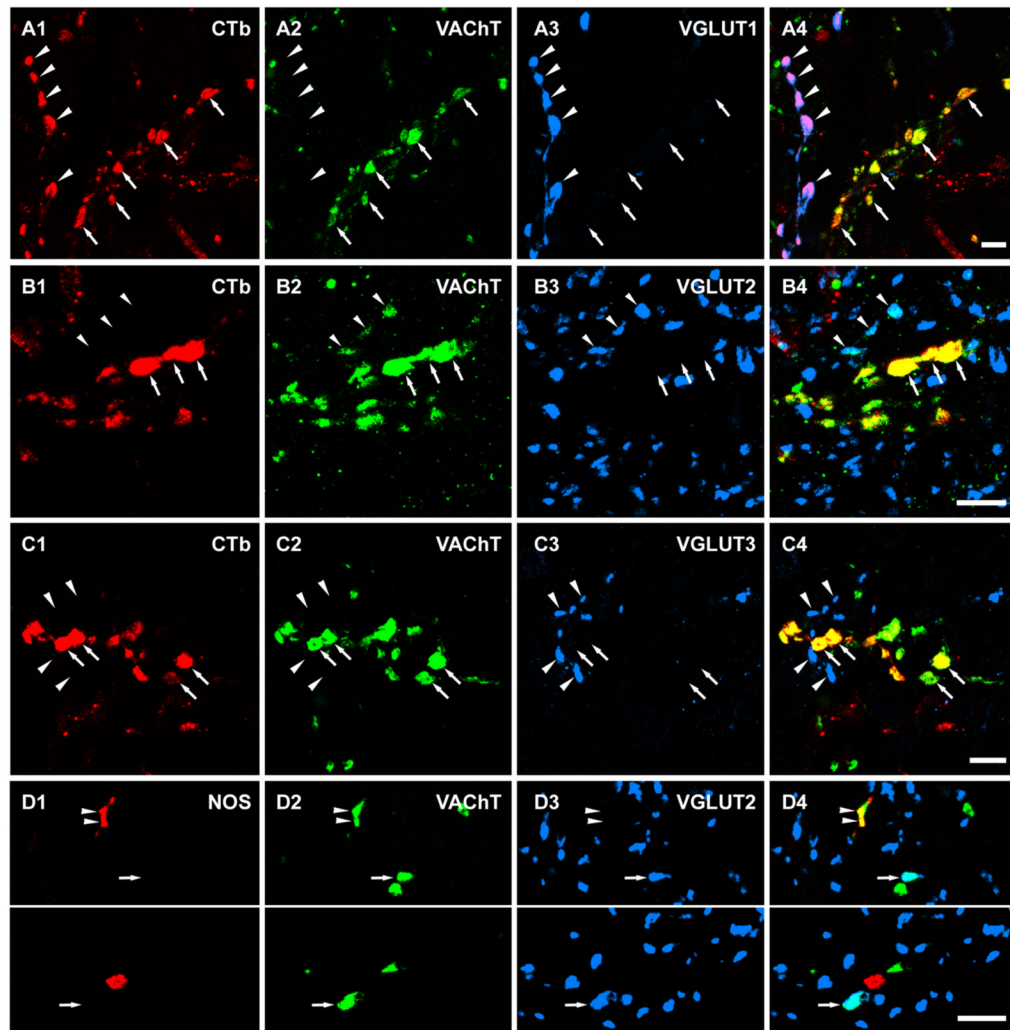 A1 CTb A2 VAChT A3 VGLUT1 A4
B1 CTb B2 VAChT B3 VGLUT2 B4
C1 CTb C2 VAChT C3 VGLUT3 C4
D1 NOS D2 VAChT D3 VGLUT2 D4